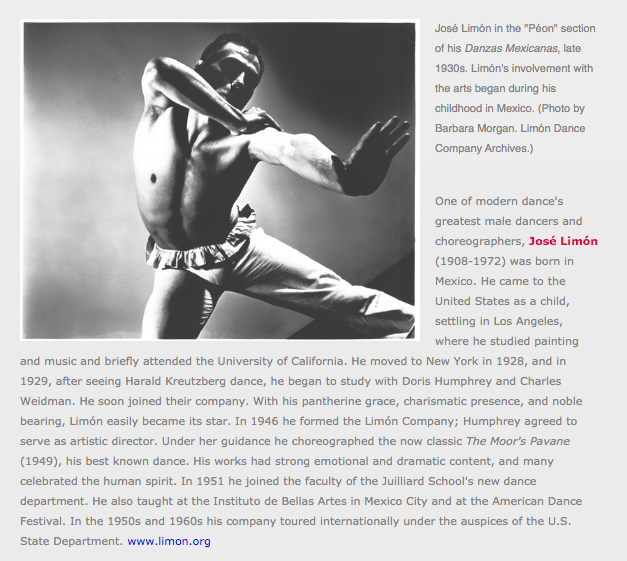 José Limón in the "Péon" section
of his Danzas Mexicanas, late
1930s. Limón's involvement with
the arts began during his
childhood in Mexico. (Photo by
Barbara Morgan. Limón Dance
Company Archives.)
One of modern dance's
greatest male dancers and
choreographers, José Limón
(1908-1972) was born in
Mexico. He came to the
United States as a child,
settling in Los Angeles,
where he studied painting
and music and briefly attended the University of California. He moved to New York in 1928, and in
1929, after seeing Harald Kreutzberg dance, he began to study with Doris Humphrey and Charles
Weidman. He soon joined their company. With his pantherine grace, charismatic presence, and noble
bearing, Limón easily became its star. In 1946 he formed the Limón Company; Humphrey agreed to
serve as artistic director. Under her guidance he choreographed the now classic The Moor's Pavane
(1949), his best known dance. His works had strong emotional and dramatic content, and many
celebrated the human spirit. In 1951 he joined the faculty of the Juilliard School's new dance
department. He also taught at the Instituto de Bellas Artes in Mexico City and at the American Dance
Festival. In the 1950s and 1960s his company toured internationally under the auspices of the U.S.
State Department. www.limon.org